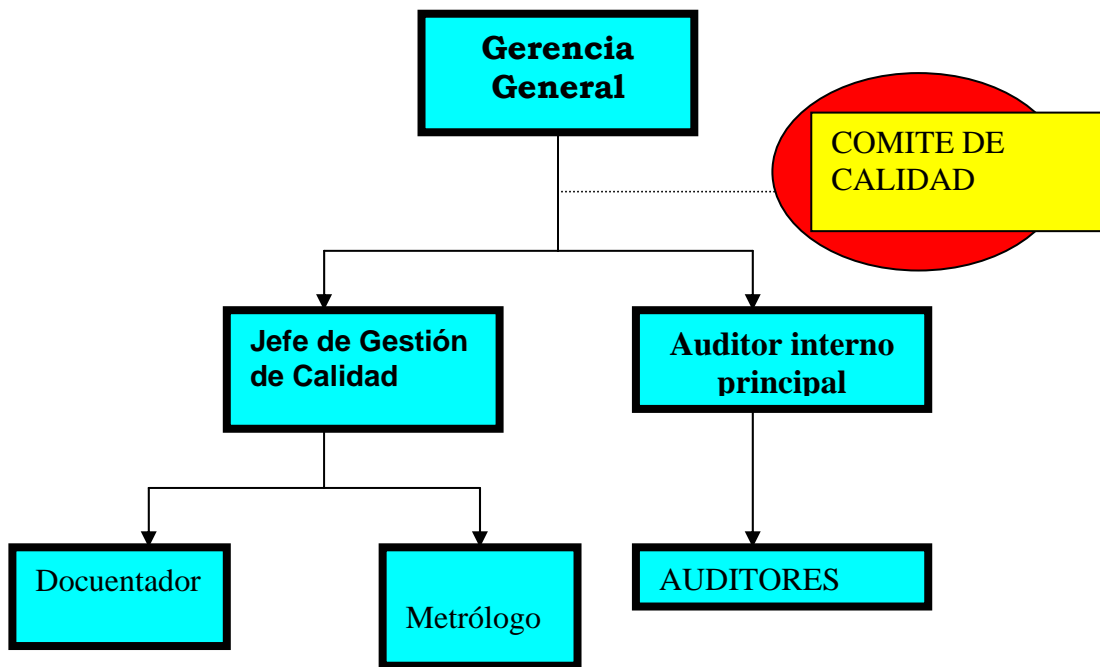 Gerencia
General
COMITE DE
CALIDAD
Jefe de Gestión
de Calidad
Auditor interno
principal
Docuentador
Metrólogo
AUDITORES